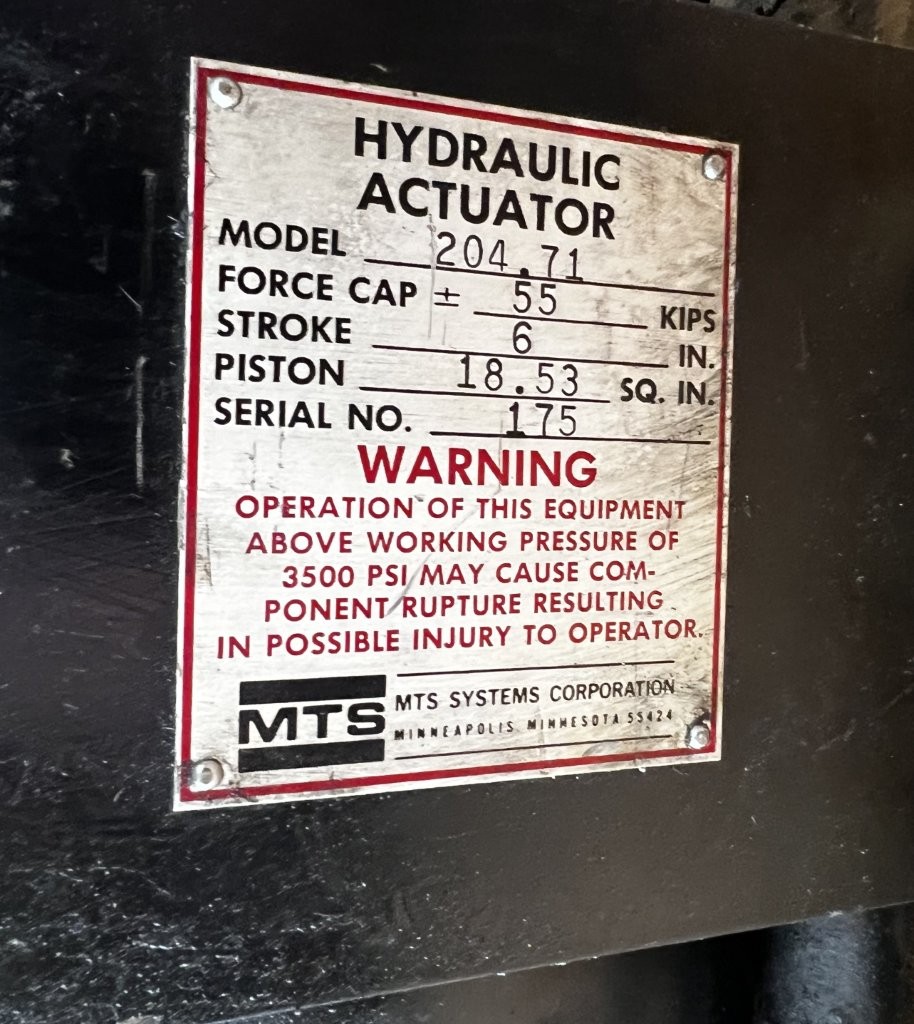 HYDRAULIC
ACTUATOR
MODEL 204.71
FORCE CAP ± 55 KIPS
STROKE 6 IN.
PISTON 18.53 SQ. IN.
SERIAL NO. 175
WARNING
OPERATION OF THIS EQUIPMENT
ABOVE WORKING PRESSURE OF
3500 PSI MAY CAUSE COM-
PONENT RUPTURE RESULTING
IN POSSIBLE INJURY TO OPERATOR.
MTS
MTS SYSTEMS CORPORATION
MINNEAPOLIS MINNESOTA 55424